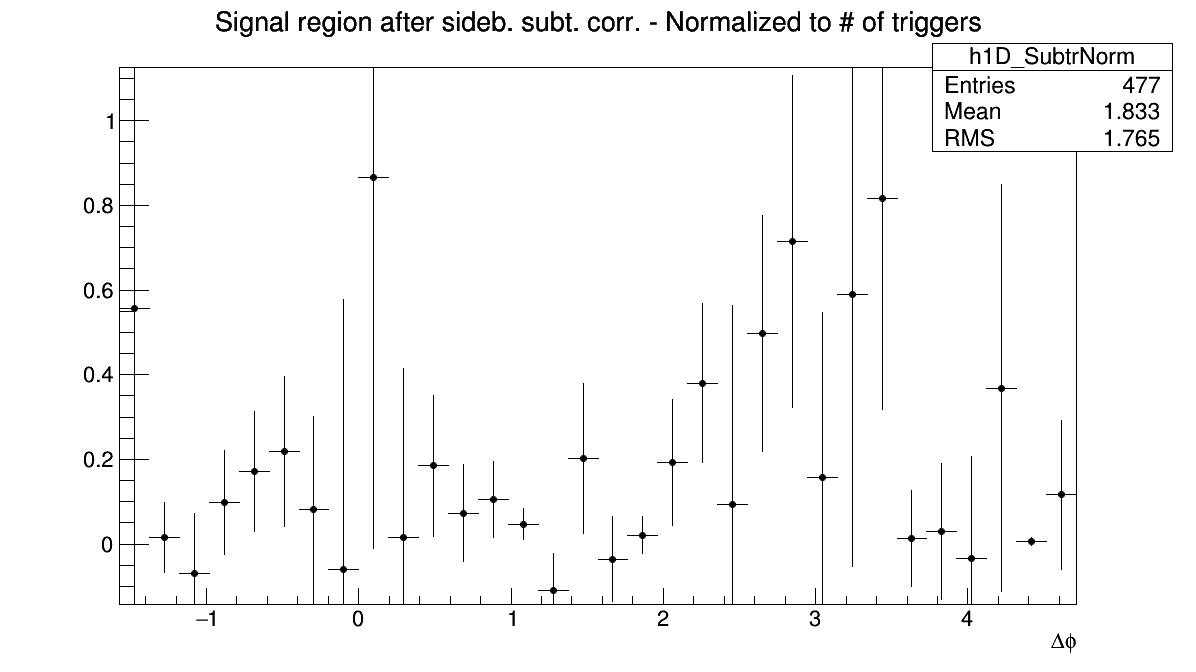 Signal region after sideb. subt. corr. - Normalized to # of triggers
h1D_SubtrNorm
Entries 477
Mean 1.833
RMS 1.765
1
0.8
0.6
0.4
0.2
0
−1 0 1 2 3 4
Δϕ